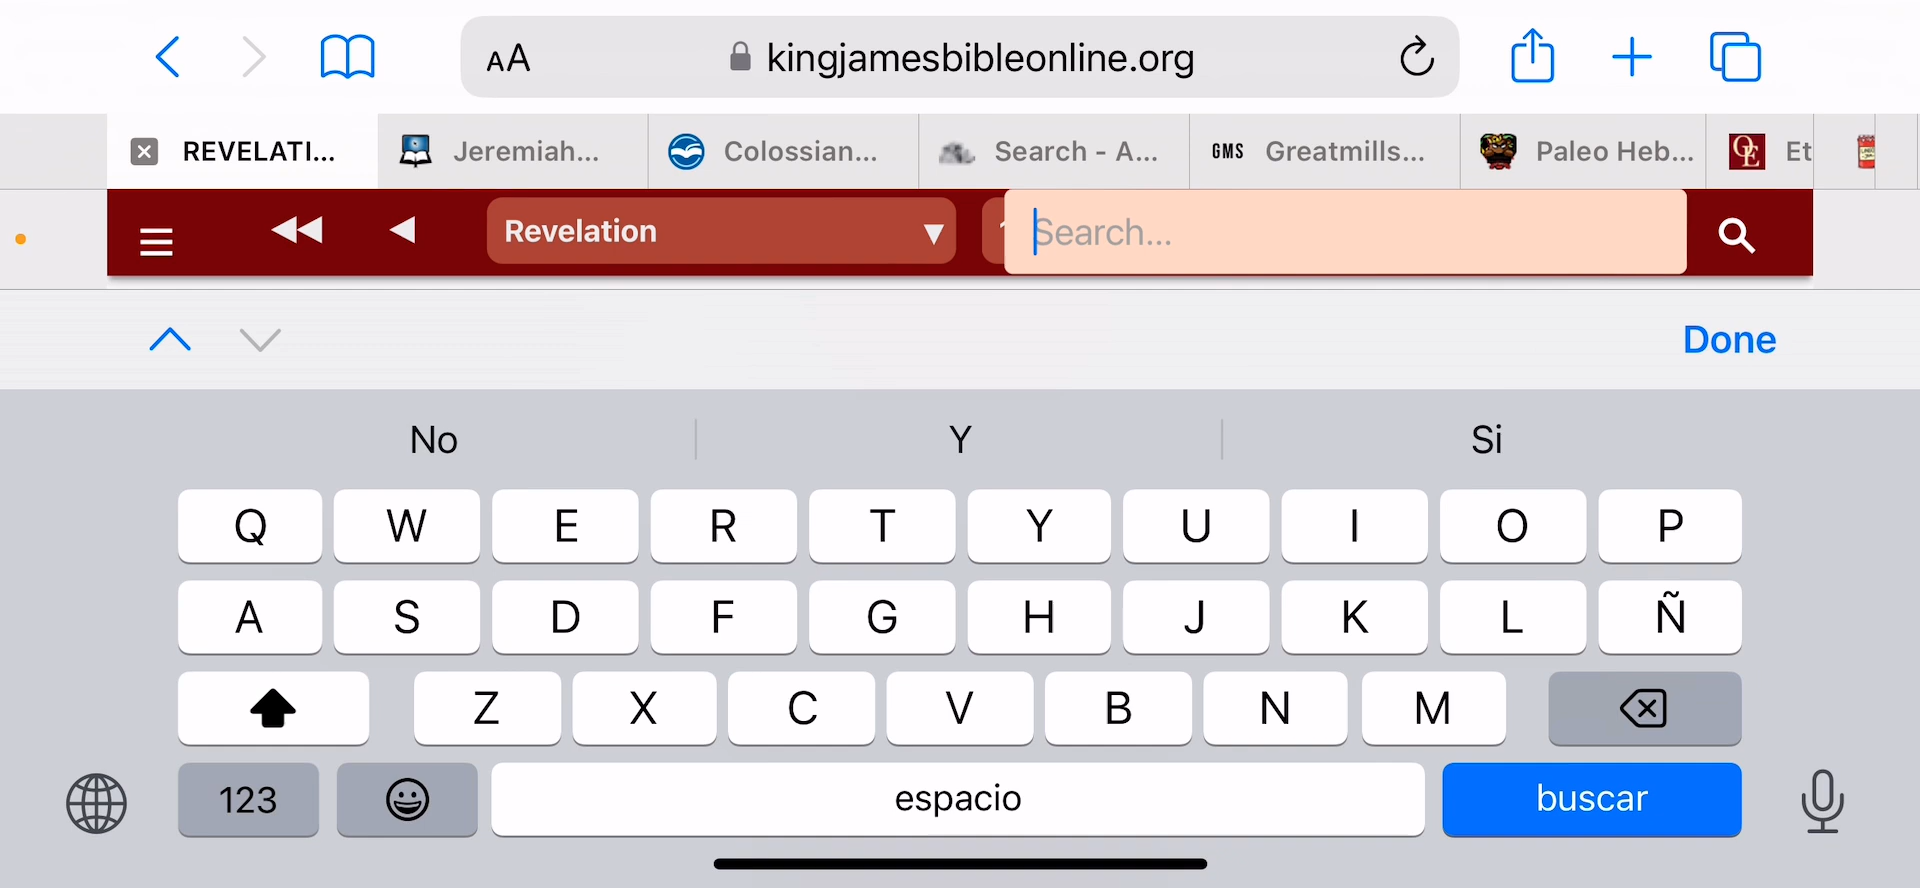 AA kingjamesbibleonline.org
REVELATI... Jeremiah... Colossian... Search - A... GMS Greatmills... Paleo Heb... OE Et
Revelation Search...
Done
No Y Si
Q W E R T Y U I O P
A S D F G H J K L Ñ
Z X C V B N M
123 espacio buscar